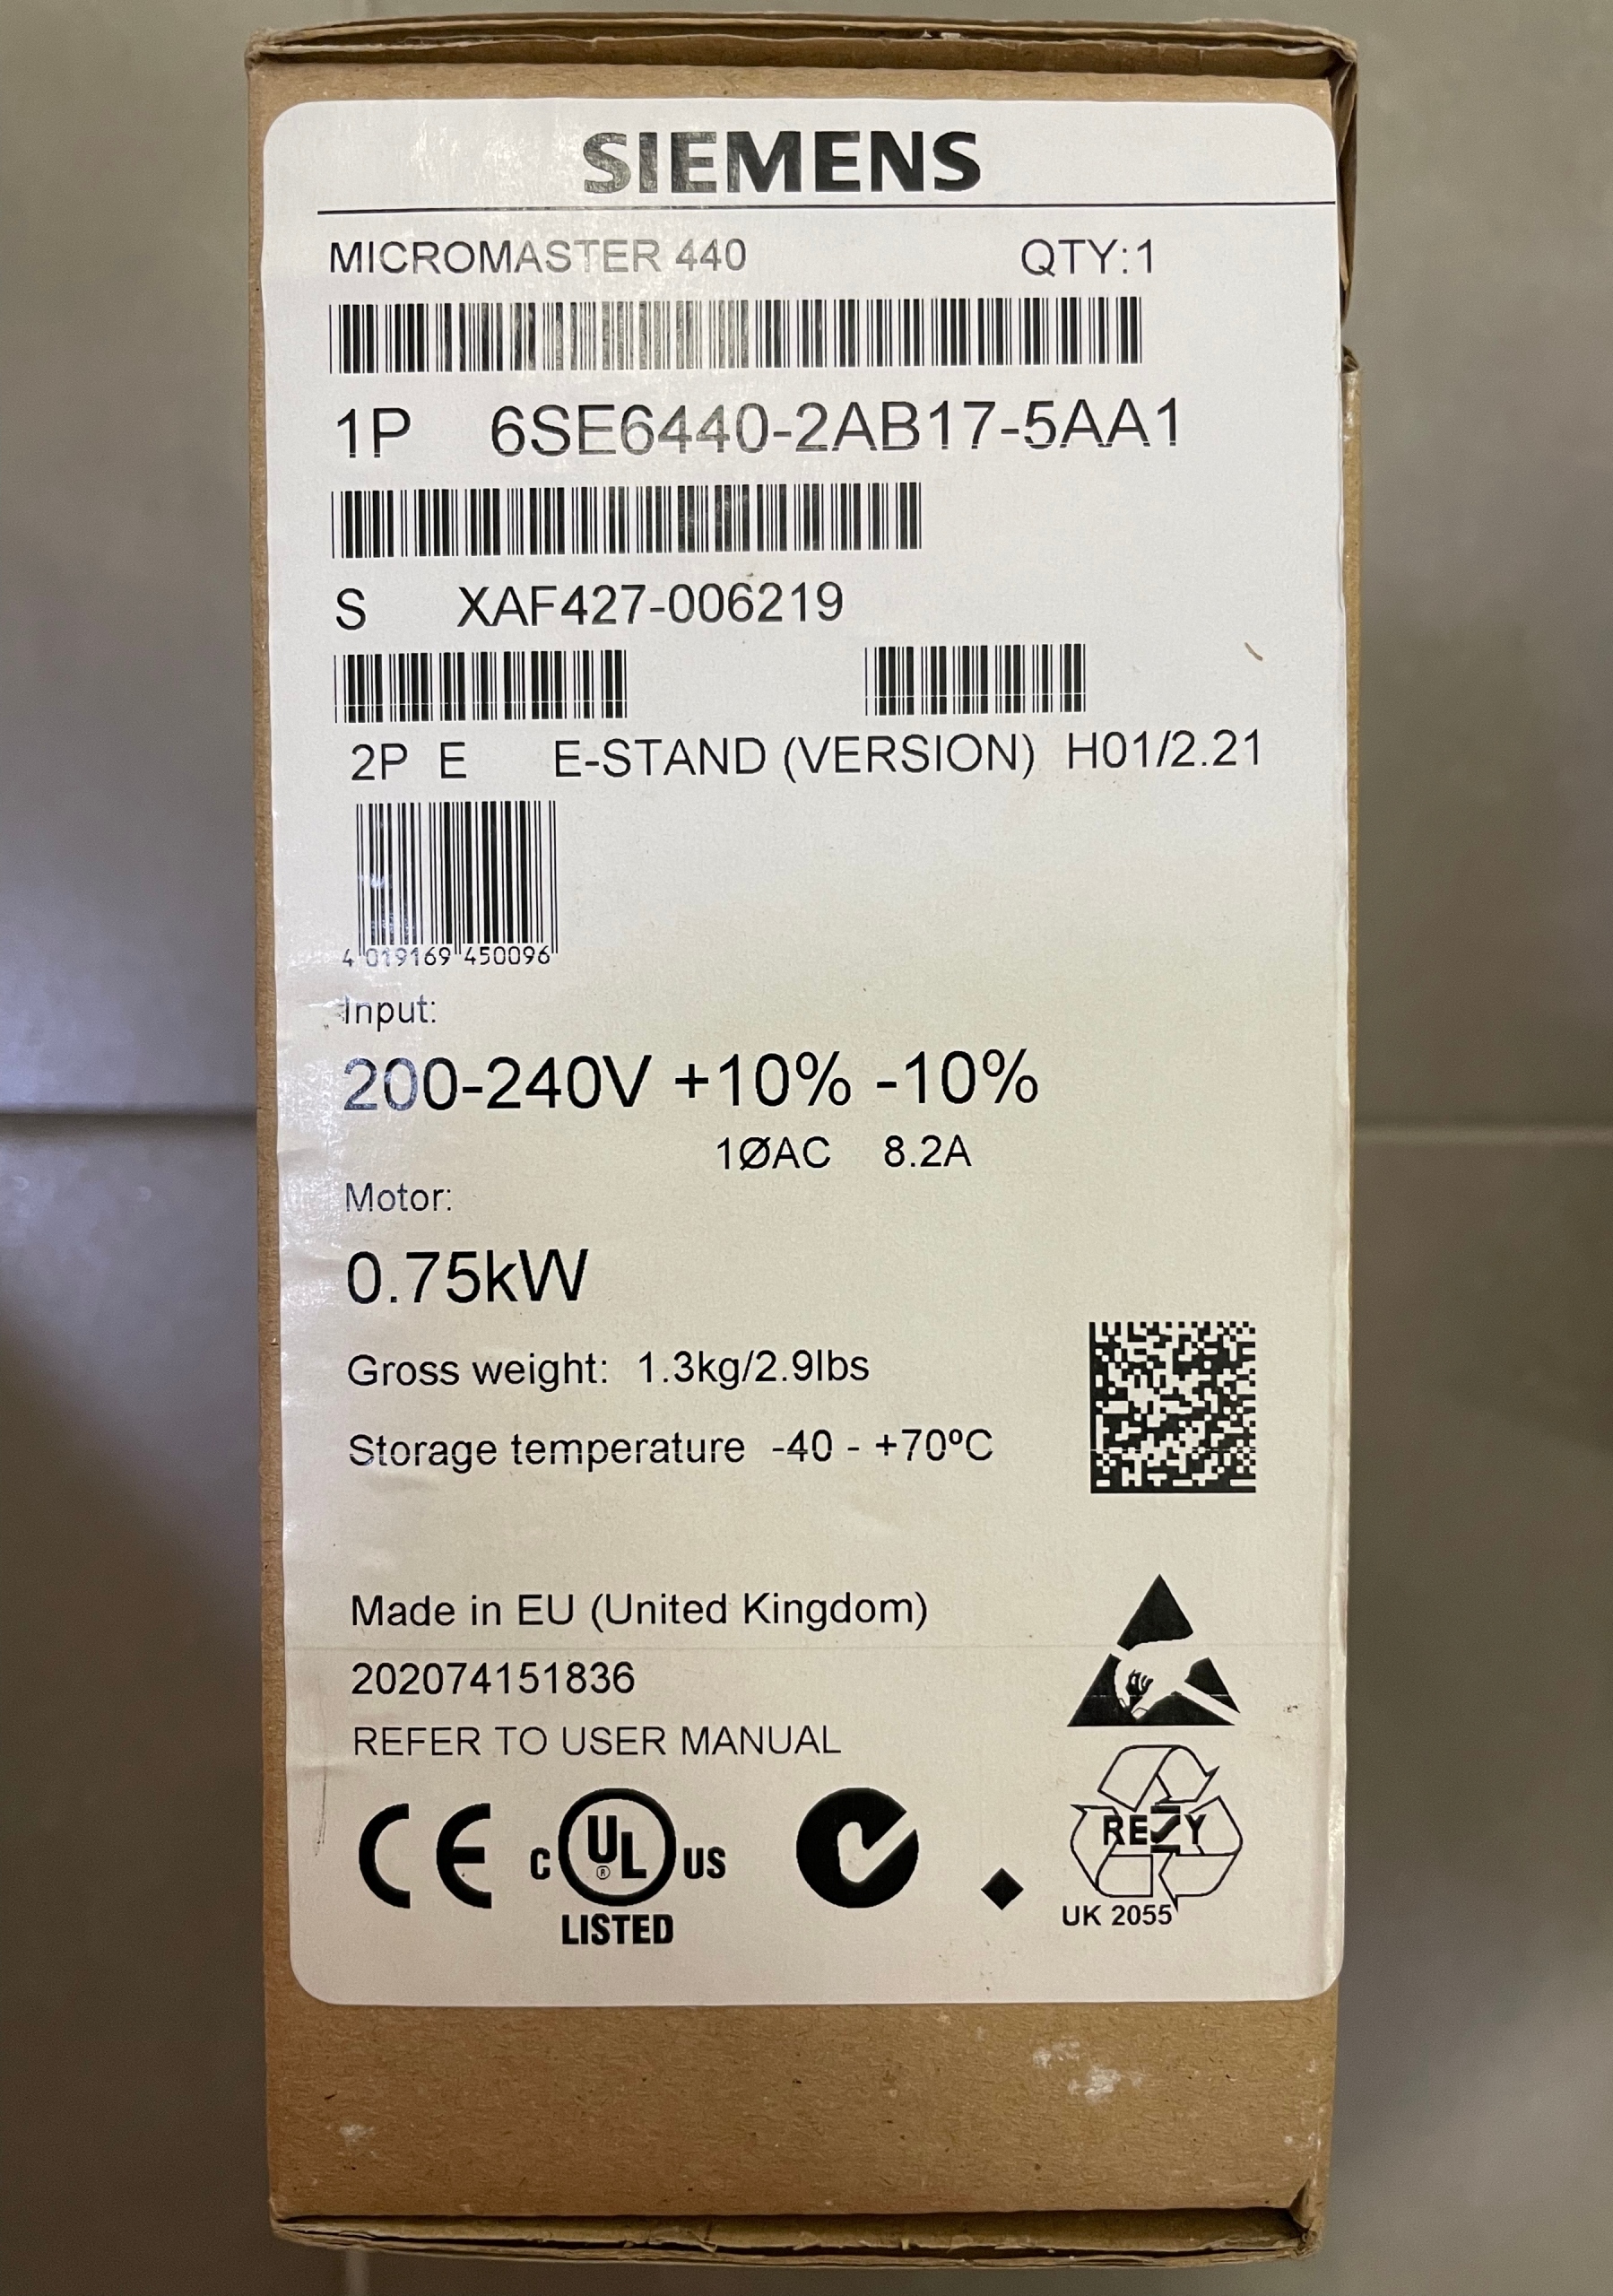 SIEMENS
MICROMASTER 440 QTY:1
1P 6SE6440-2AB17-5AA1
S XAF427-006219
2P E E-STAND (VERSION) H01/2.21
4 019169 450096
Input:
200-240V +10% -10%
1ØAC 8.2A
Motor:
0.75kW
Gross weight: 1.3kg/2.9lbs
Storage temperature -40 - +70ºC
Made in EU (United Kingdom)
202074151836
REFER TO USER MANUAL
CE C UL ® US
LISTED
RESY
UK 2055